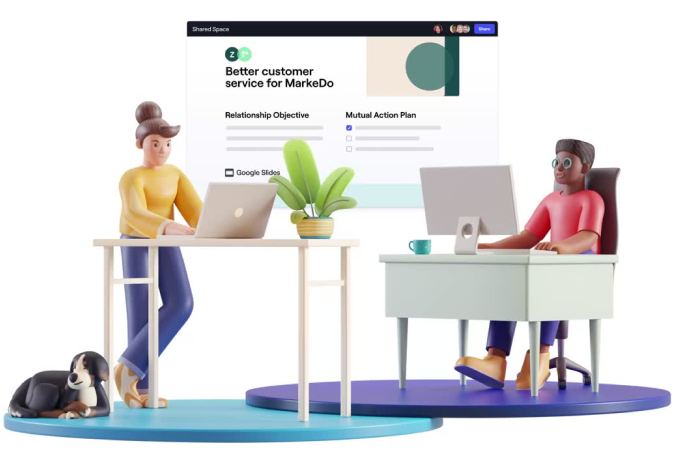 Shared Space
Share
Z
Better customer
service for MarkeDo
Relationship Objective
Mutual Action Plan
Google Slides